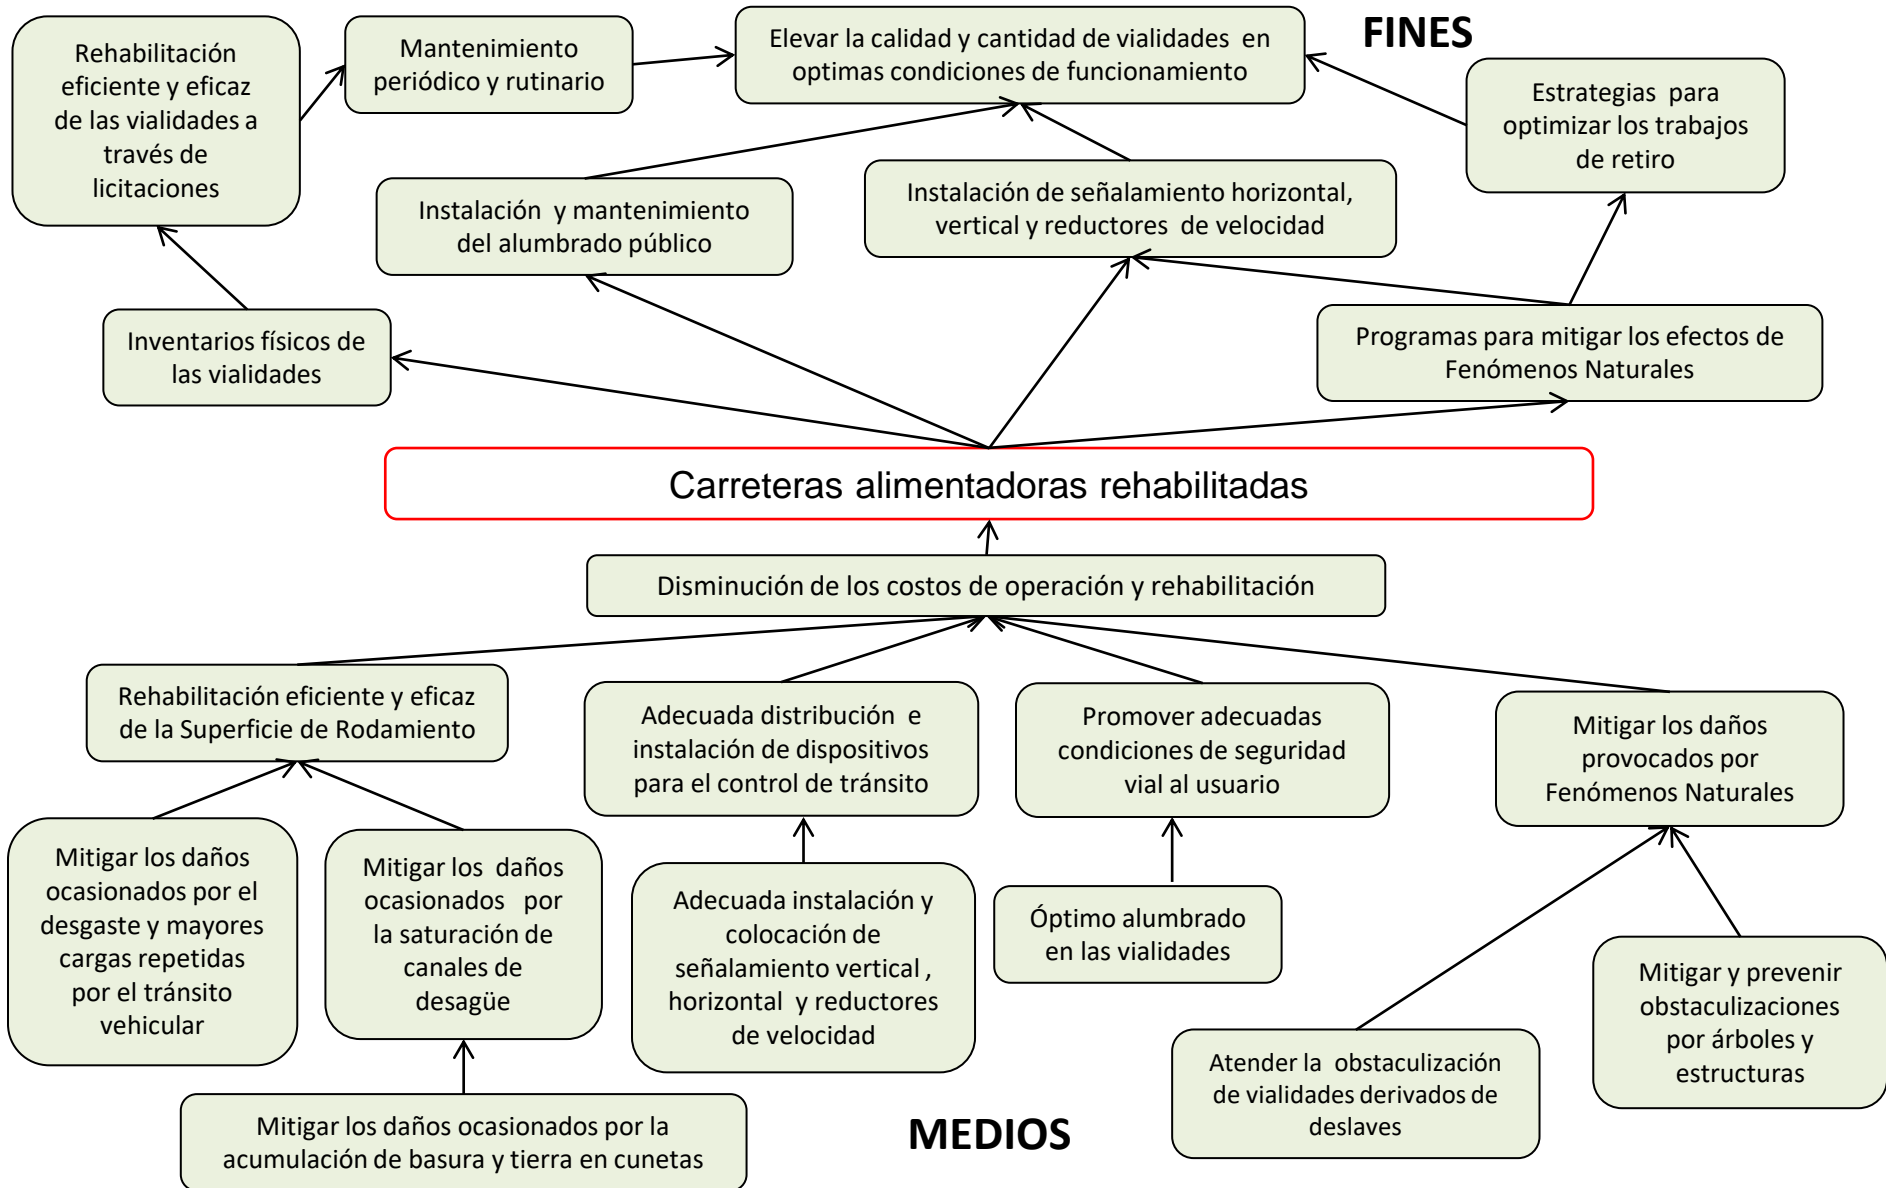 FINES
Rehabilitación
eficiente y eficaz
de las vialidades a
través de
licitaciones
Mantenimiento
periódico y rutinario
Elevar la calidad y cantidad de vialidades en
optimas condiciones de funcionamiento
Estrategias para
optimizar los trabajos
de retiro
Instalación y mantenimiento
del alumbrado público
Instalación de señalamiento horizontal,
vertical y reductores de velocidad
Inventarios físicos de
las vialidades
Programas para mitigar los efectos de
Fenómenos Naturales
Carreteras alimentadoras rehabilitadas
Disminución de los costos de operación y rehabilitación
Rehabilitación eficiente y eficaz
de la Superficie de Rodamiento
Adecuada distribución e
instalación de dispositivos
para el control de tránsito
Promover adecuadas
condiciones de seguridad
vial al usuario
Mitigar los daños
provocados por
Fenómenos Naturales
Mitigar los daños
ocasionados por el
desgaste y mayores
cargas repetidas
por el tránsito
vehicular
Mitigar los daños
ocasionados por
la saturación de
canales de
desagüe
Adecuada instalación y
colocación de
señalamiento vertical ,
horizontal y reductores
de velocidad
Óptimo alumbrado
en las vialidades
Mitigar y prevenir
obstaculizaciones
por árboles y
estructuras
Atender la obstaculización
de vialidades derivados de
deslaves
Mitigar los daños ocasionados por la
acumulación de basura y tierra en cunetas
MEDIOS